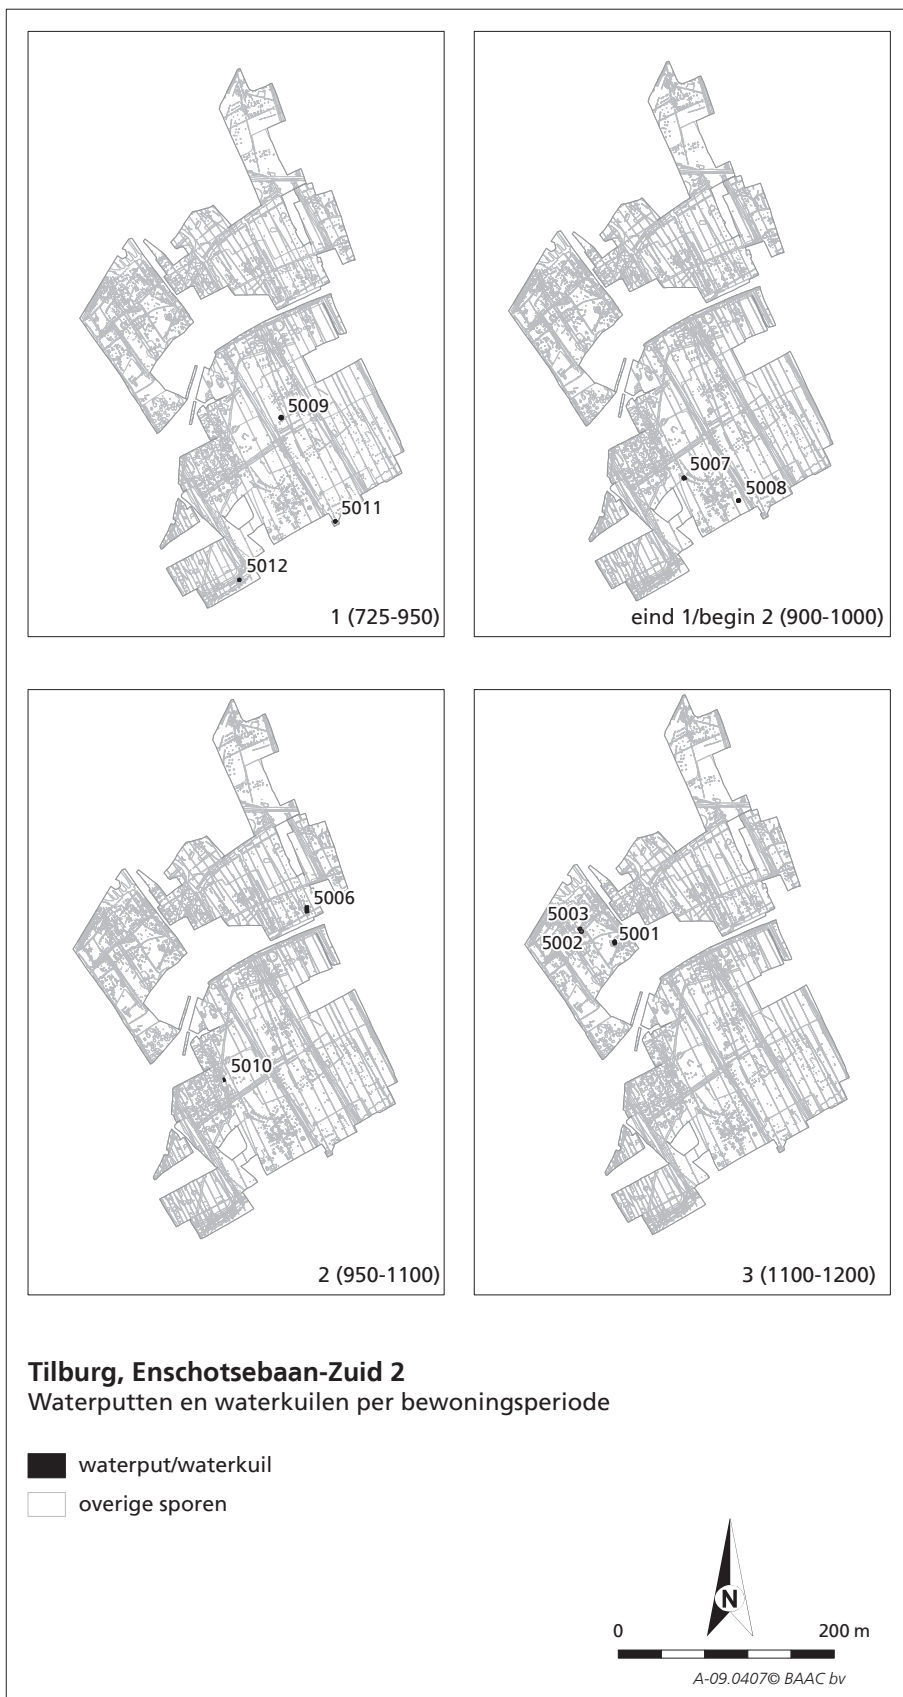 5009
5011
5012
1 (725-950)
5007
5008
eind 1/begin 2 (900-1000)
5006
5010
2 (950-1100)
5003
5002
5001
3 (1100-1200)
Tilburg, Enschotsebaan-Zuid 2
Waterputten en waterkuilen per bewoningsperiode
waterput/waterkuil
overige sporen
N
0 200 m
A-09.0407© BAAC bv